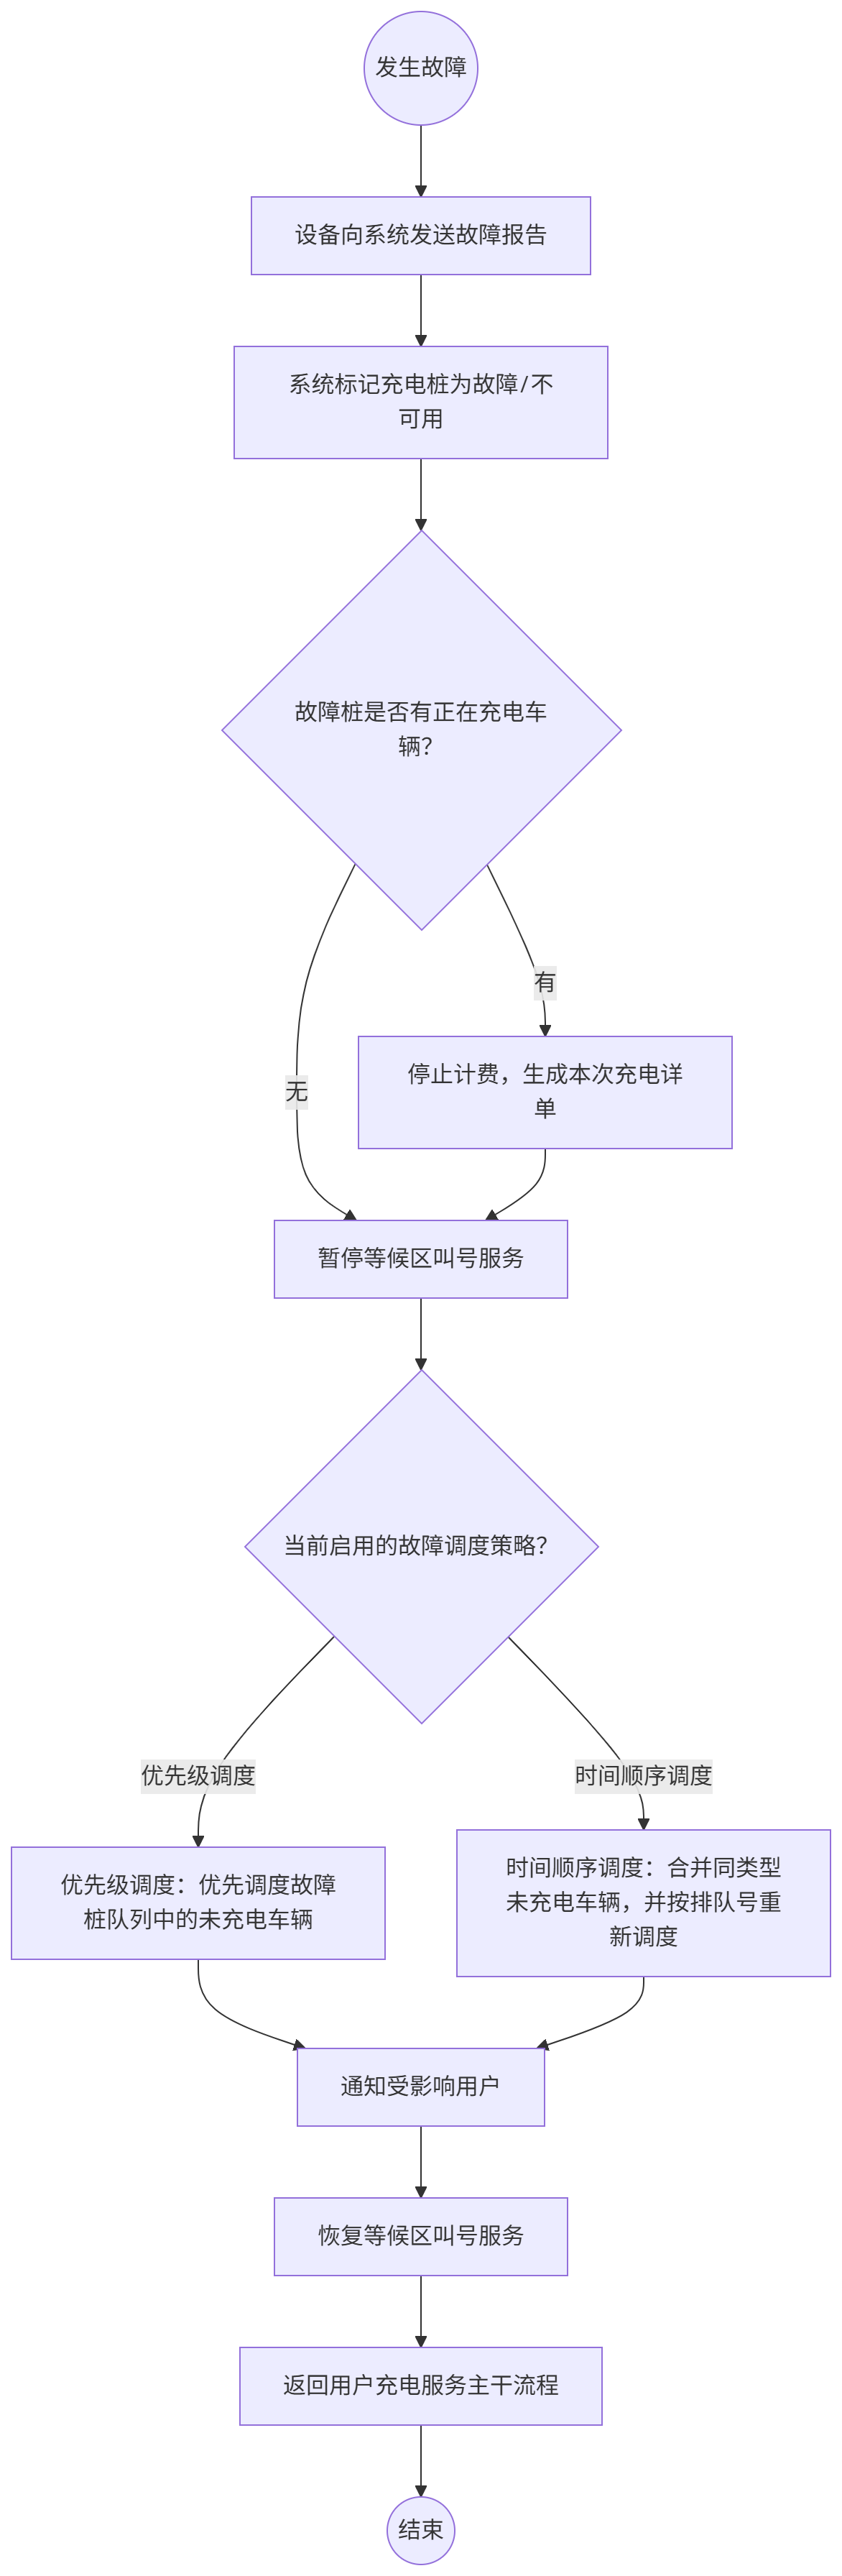 发生故障
设备向系统发送故障报告
系统标记充电桩为故障/不
可用
故障桩是否有正在充电车
辆？
有
停止计费，生成本次充电详
单
无
暂停等候区叫号服务
当前启用的故障调度策略？
优先级调度
时间顺序调度
优先级调度：优先调度故障
桩队列中的未充电车辆
时间顺序调度：合并同类型
未充电车辆，并按排队号重
新调度
通知受影响用户
恢复等候区叫号服务
返回用户充电服务主干流程
结束